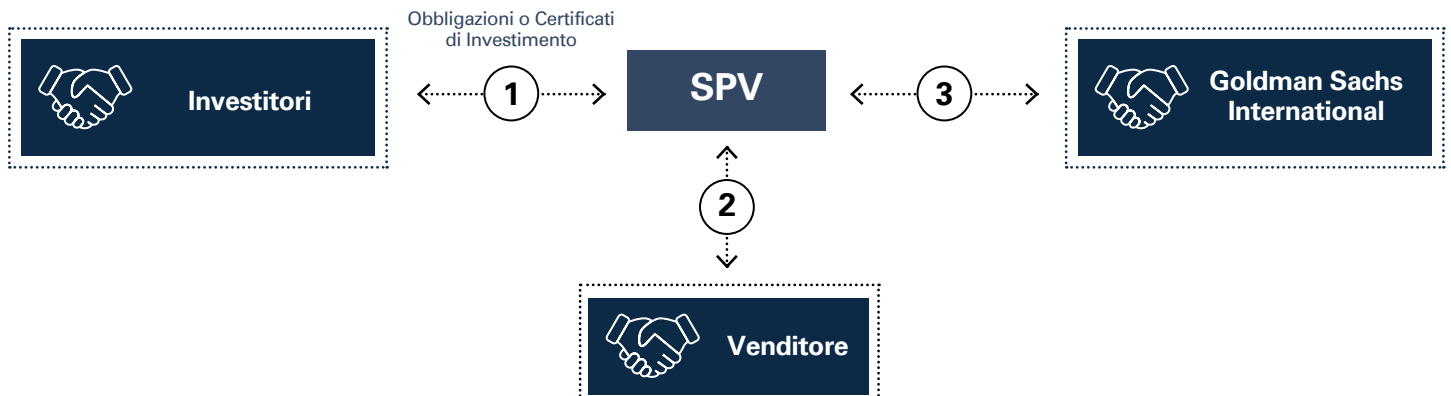 Obbligazioni o Certificati
di Investimento
Investitori
1
SPV
3
Goldman Sachs
International
2
Venditore